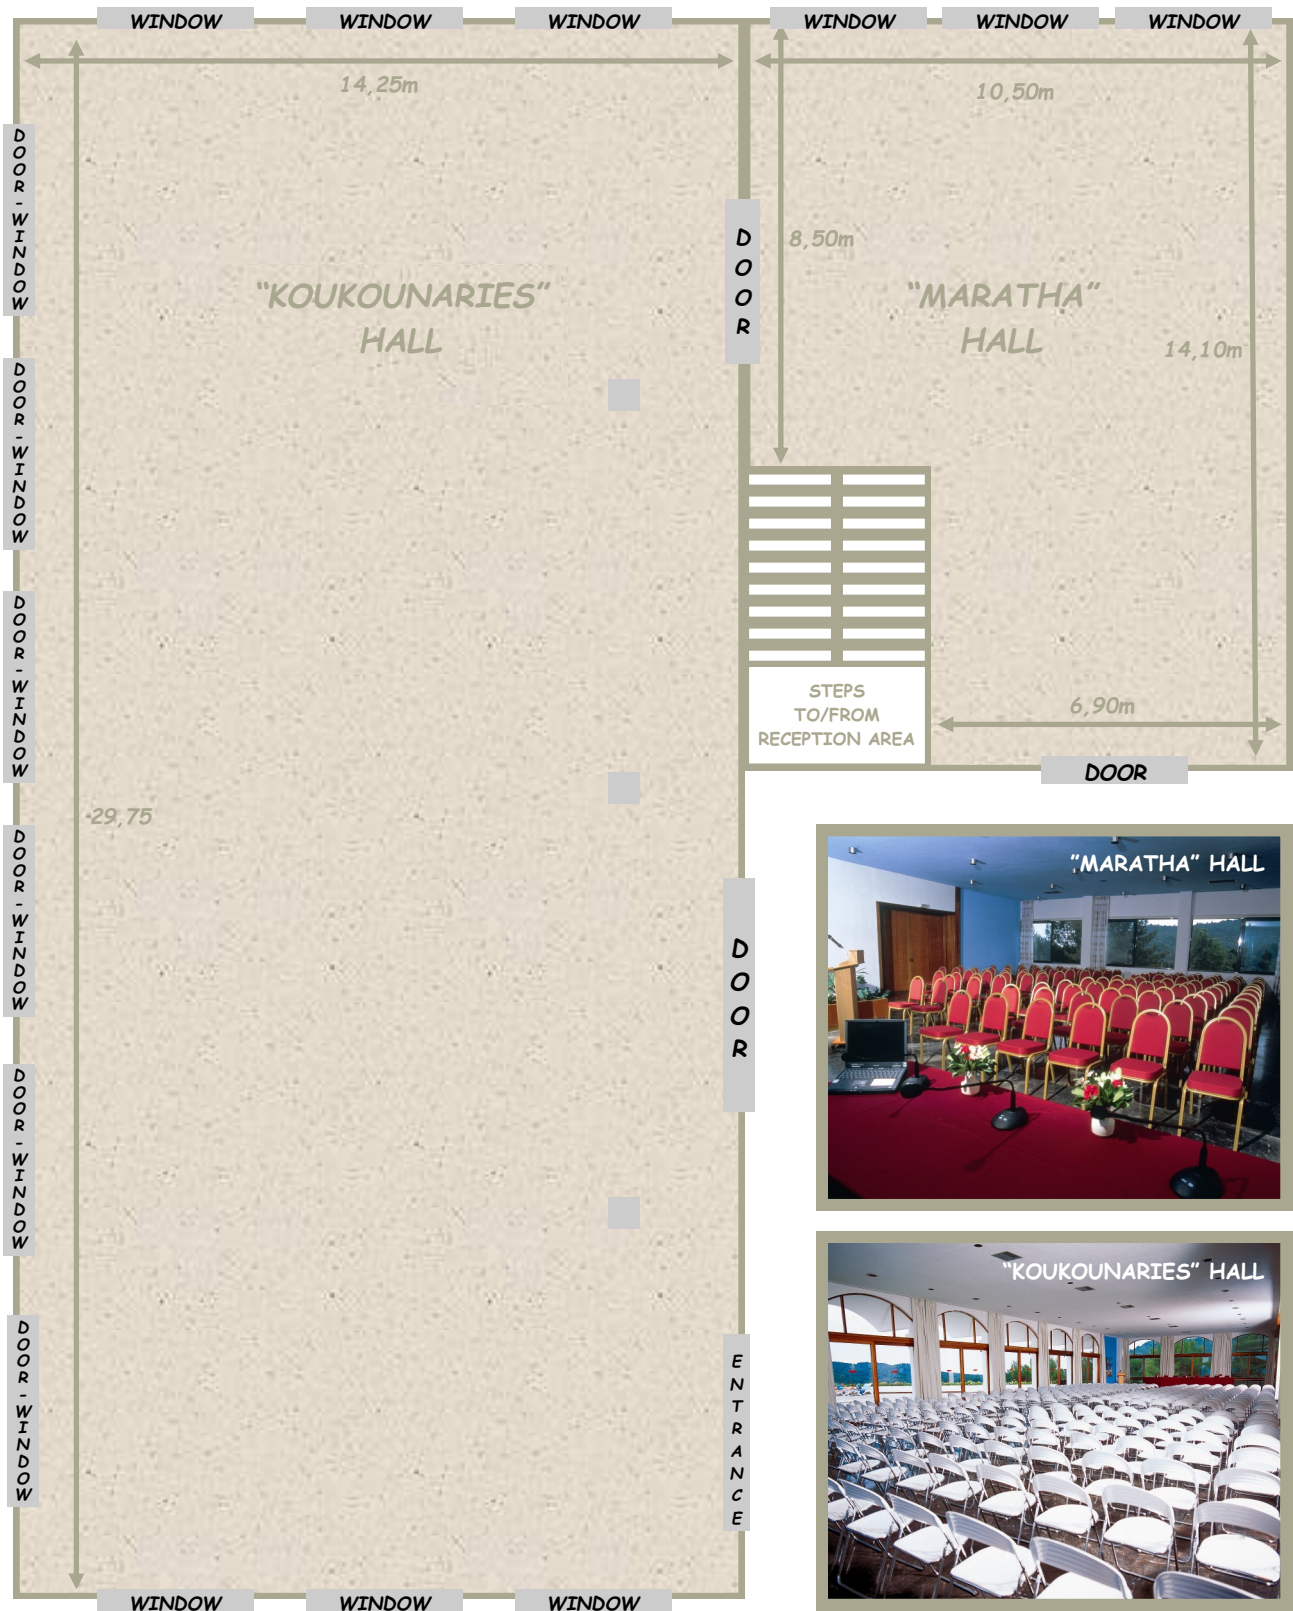 WINDOW
WINDOW
WINDOW
WINDOW
WINDOW
WINDOW
14,25m
10,50m
DOOR-WINDOW
DOOR
8,50m
"KOUKOUNARIES"
HALL
"MARATHA"
HALL
14,10m
DOOR-WINDOW
DOOR-WINDOW
STEPS
TO/FROM
RECEPTION AREA
6,90m
DOOR
29,75
DOOR-WINDOW
"MARATHA" HALL
DOOR
DOOR-WINDOW
"KOUKOUNARIES" HALL
DOOR-WINDOW
ENTRANCE
WINDOW
WINDOW
WINDOW